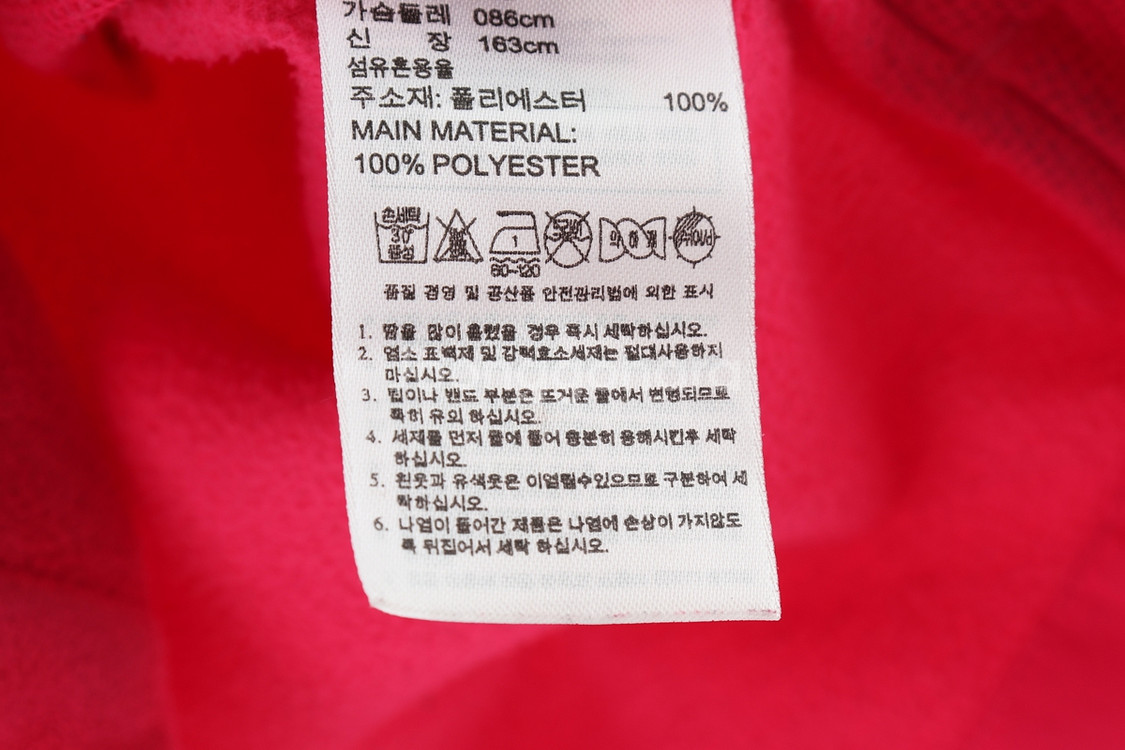 가슴둘레 086cm
신 장 163cm
섬유혼용율
주소재: 폴리에스터 100%
MAIN MATERIAL:
100% POLYESTER
손세탁
30˚
중성
1
80~120
드라이
약하게
뉘어서
품질 경영 및 공산품 안전관리법에 의한 표시
1. 땀을 많이 흘렸을 경우 즉시 세탁하십시오.
2. 염소 표백제 및 강력효소세제는 절대사용하지
마십시오.
3. 립이나 밴드 부분은 뜨거운 물에서 변형되므로
특히 유의 하십시오.
4. 세제를 먼저 물에 풀어 충분히 용해시킨후 세탁
하십시오.
5. 흰옷과 유색옷은 이염될수있으므로 구분하여 세
탁하십시오.
6. 나염이 들어간 제품은 나염에 손상이 가지않도
록 뒤집어서 세탁 하십시오.